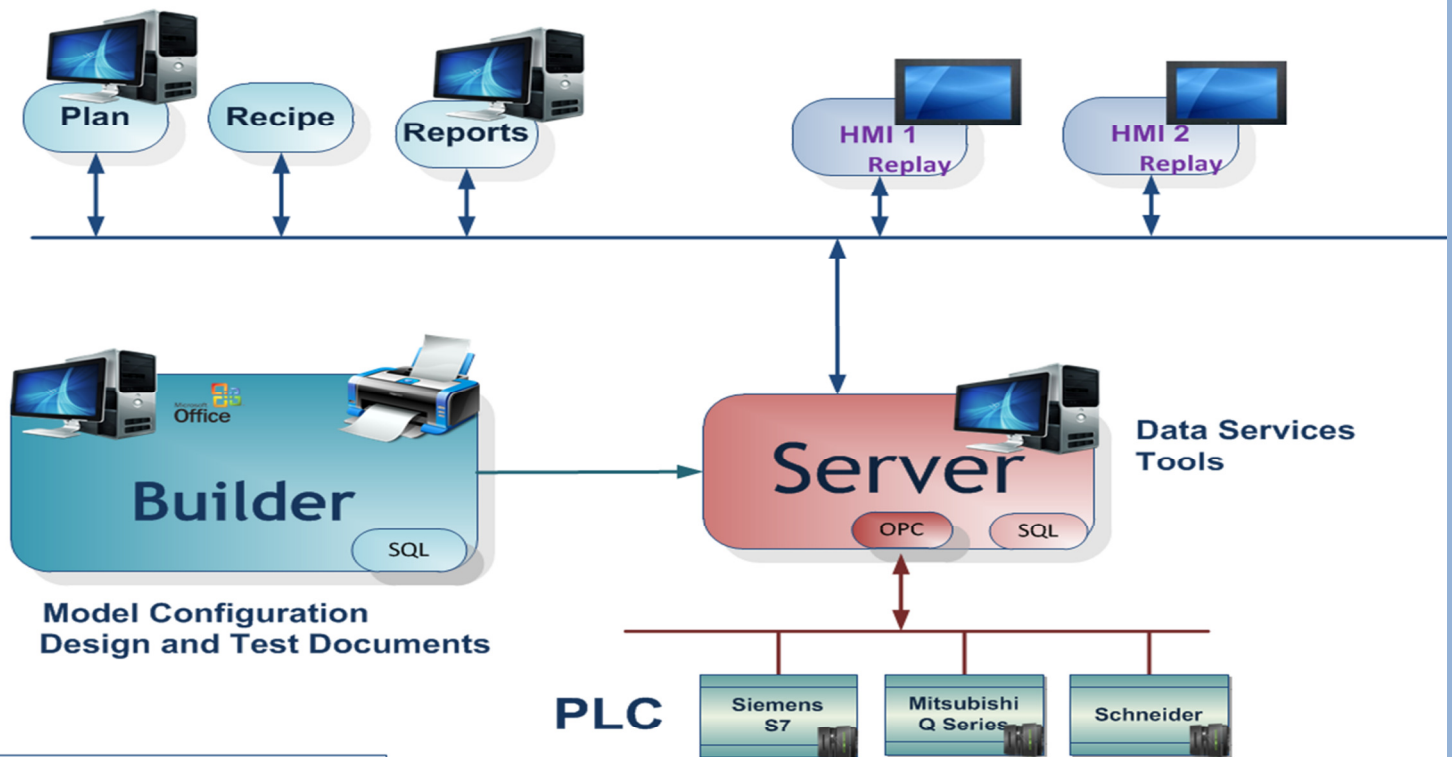 Plan
Recipe
Reports
HMI 1
Replay
HMI 2
Replay
Microsoft
Office
Builder
SQL
Model Configuration
Design and Test Documents
Server
OPC
SQL
Data Services
Tools
PLC
Siemens
S7
Mitsubishi
Q Series
Schneider